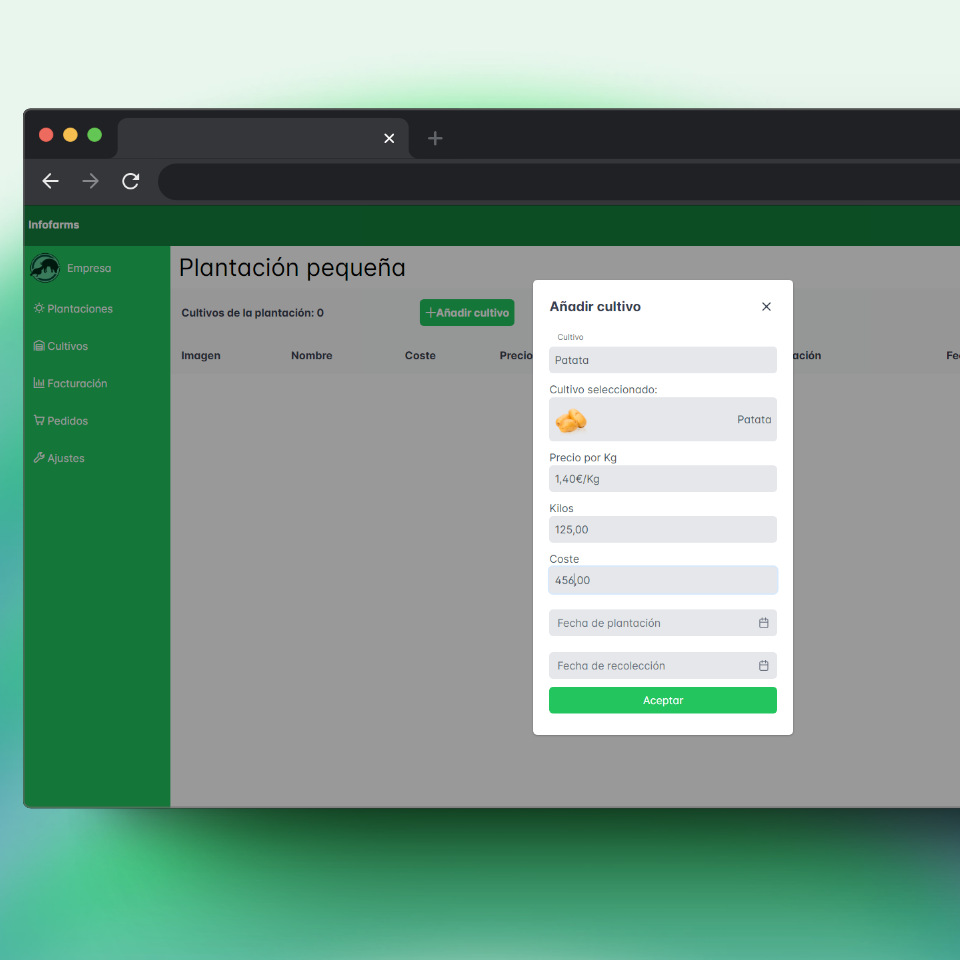 Infofarms
Empresa
Plantaciones
Cultivos
Facturación
Pedidos
Ajustes
Plantación pequeña
Cultivos de la plantación: 0
+Añadir cultivo
Imagen Nombre Coste Precio
Añadir cultivo
Cultivo
Patata
Cultivo seleccionado:
Patata
Precio por Kg
1,40€/Kg
Kilos
125,00
Coste
456,00
Fecha de plantación
Fecha de recolección
Aceptar